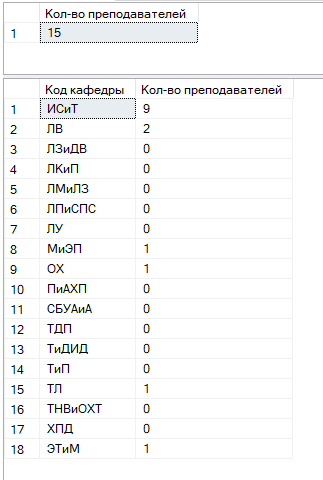 Кол-во преподавателей
1 15
Код кафедры Кол-во преподавателей
1 ИСиТ 9
2 ЛВ 2
3 ЛЗиДВ 0
4 ЛКиП 0
5 ЛМиЛЗ 0
6 ЛПиСПС 0
7 ЛУ 0
8 МиЭП 1
9 ОХ 1
10 ПиАХП 0
11 СБУАиА 0
12 ТДП 0
13 ТиДИД 0
14 ТиП 0
15 ТЛ 1
16 ТНВиОХТ 0
17 ХПД 0
18 ЭТиМ 1